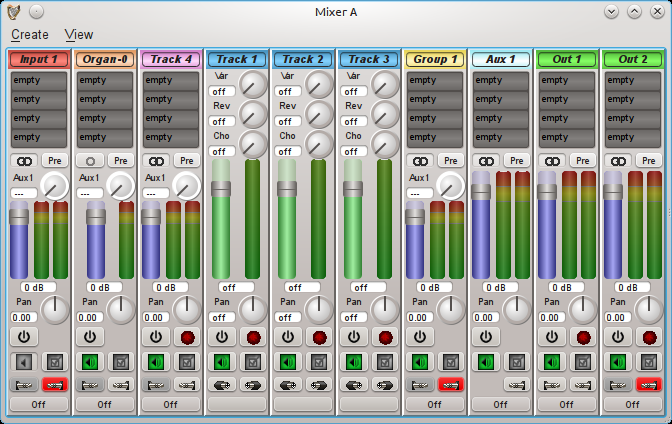 Mixer A
Create View
Input 1 Organ-0 Track 4 Track 1 Track 2 Track 3 Group 1 Aux 1 Out 1 Out 2
empty empty empty Var Var Var empty empty empty empty
off off off
empty empty empty Rev Rev Rev empty empty empty empty
empty empty empty off off off empty empty empty empty
empty empty empty Cho Cho Cho empty empty empty empty
off off off
Pre Pre Pre Pre Pre Pre Pre
Aux1 Aux1 Aux1 Aux1
--- --- --- ---
0 dB 0 dB 0 dB off off off 0 dB 0 dB 0 dB 0 dB
Pan Pan Pan Pan Pan Pan Pan Pan Pan Pan
0.00 0.00 0.00 off off off 0.00 0.00 0.00 0.00
Off Off Off Off Off Off Off Off Off Off